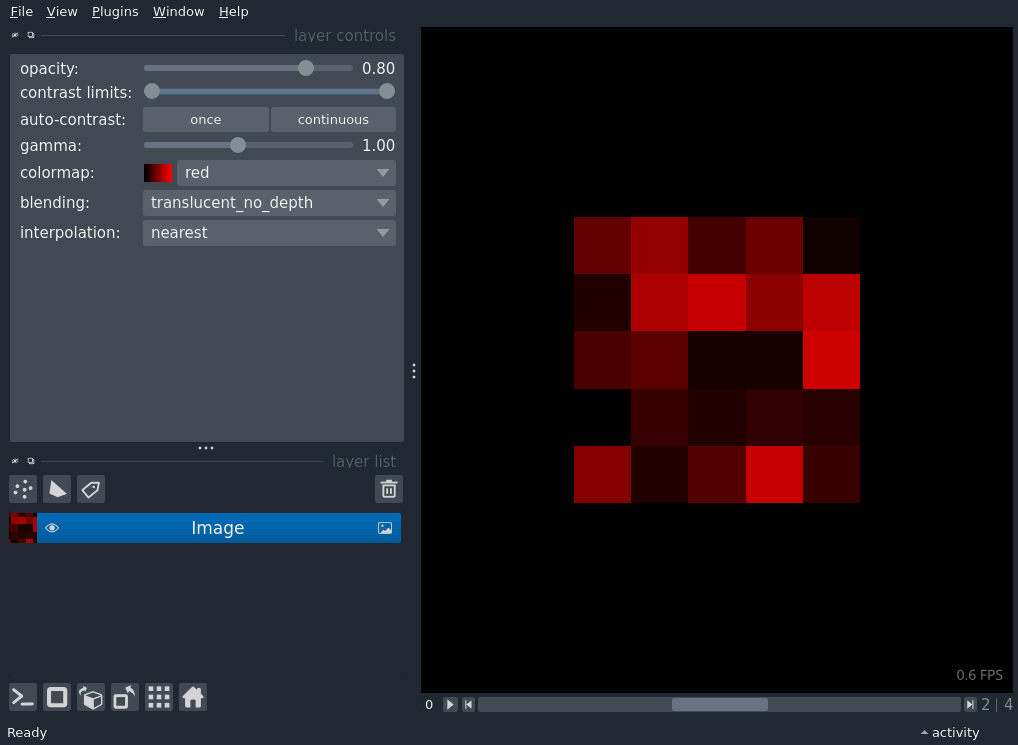 File View Plugins Window Help
layer controls
opacity: 0.80
contrast limits:
auto-contrast: once continuous
gamma: 1.00
colormap: red
blending: translucent_no_depth
interpolation: nearest
layer list
Image
0.6 FPS
0 2 | 4
Ready activity